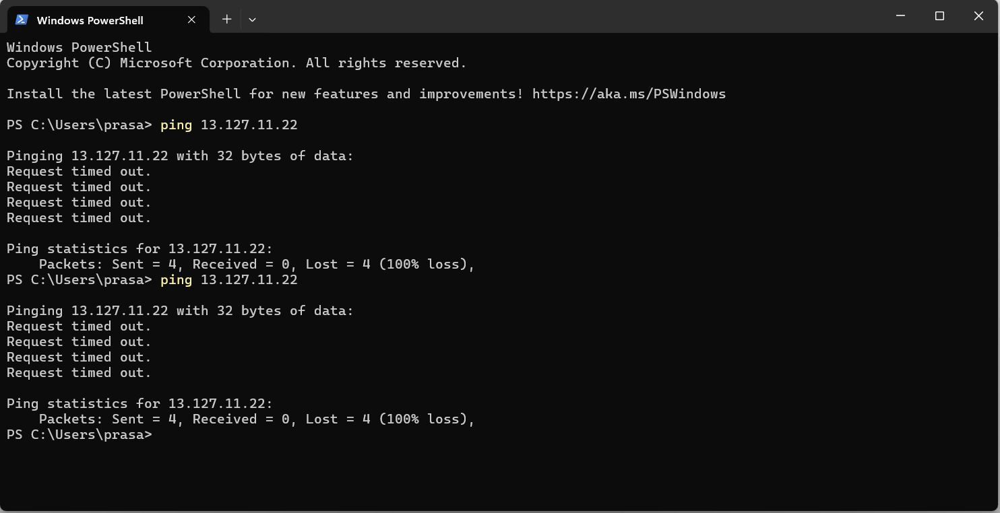 Windows PowerShell
Windows PowerShell
Copyright (C) Microsoft Corporation. All rights reserved.
Install the latest PowerShell for new features and improvements! https://aka.ms/PSWindows
PS C:\Users\prasa> ping 13.127.11.22
Pinging 13.127.11.22 with 32 bytes of data:
Request timed out.
Request timed out.
Request timed out.
Request timed out.
Ping statistics for 13.127.11.22:
    Packets: Sent = 4, Received = 0, Lost = 4 (100% loss),
PS C:\Users\prasa> ping 13.127.11.22
Pinging 13.127.11.22 with 32 bytes of data:
Request timed out.
Request timed out.
Request timed out.
Request timed out.
Ping statistics for 13.127.11.22:
    Packets: Sent = 4, Received = 0, Lost = 4 (100% loss),
PS C:\Users\prasa>